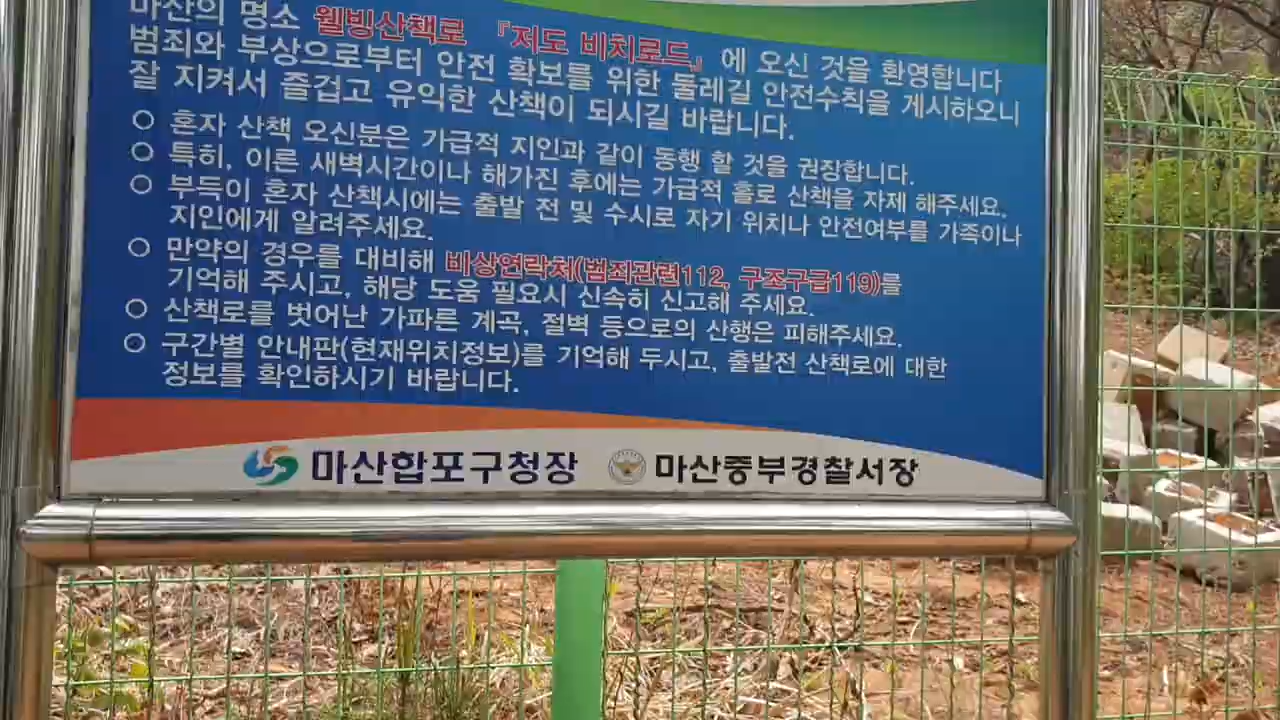 마산의 명소 웰빙산책로 『저도 비치로드』에 오신 것을 환영합니다
범죄와 부상으로부터 안전 확보를 위한 둘레길 안전수칙을 게시하오니
잘 지켜서 즐겁고 유익한 산책이 되시길 바랍니다.
○ 혼자 산책 오신분은 가급적 지인과 같이 동행 할 것을 권장합니다.
○ 특히, 이른 새벽시간이나 해가진 후에는 가급적 홀로 산책을 자제 해주세요.
○ 부득이 혼자 산책시에는 출발 전 및 수시로 자기 위치나 안전여부를 가족이나
지인에게 알려주세요.
○ 만약의 경우를 대비해 비상연락처(범죄관련112, 구조구급119)를
기억해 주시고, 해당 도움 필요시 신속히 신고해 주세요.
○ 산책로를 벗어난 가파른 계곡, 절벽 등으로의 산행은 피해주세요.
○ 구간별 안내판(현재위치정보)를 기억해 두시고, 출발전 산책로에 대한
정보를 확인하시기 바랍니다.
마산합포구청장 마산중부경찰서장